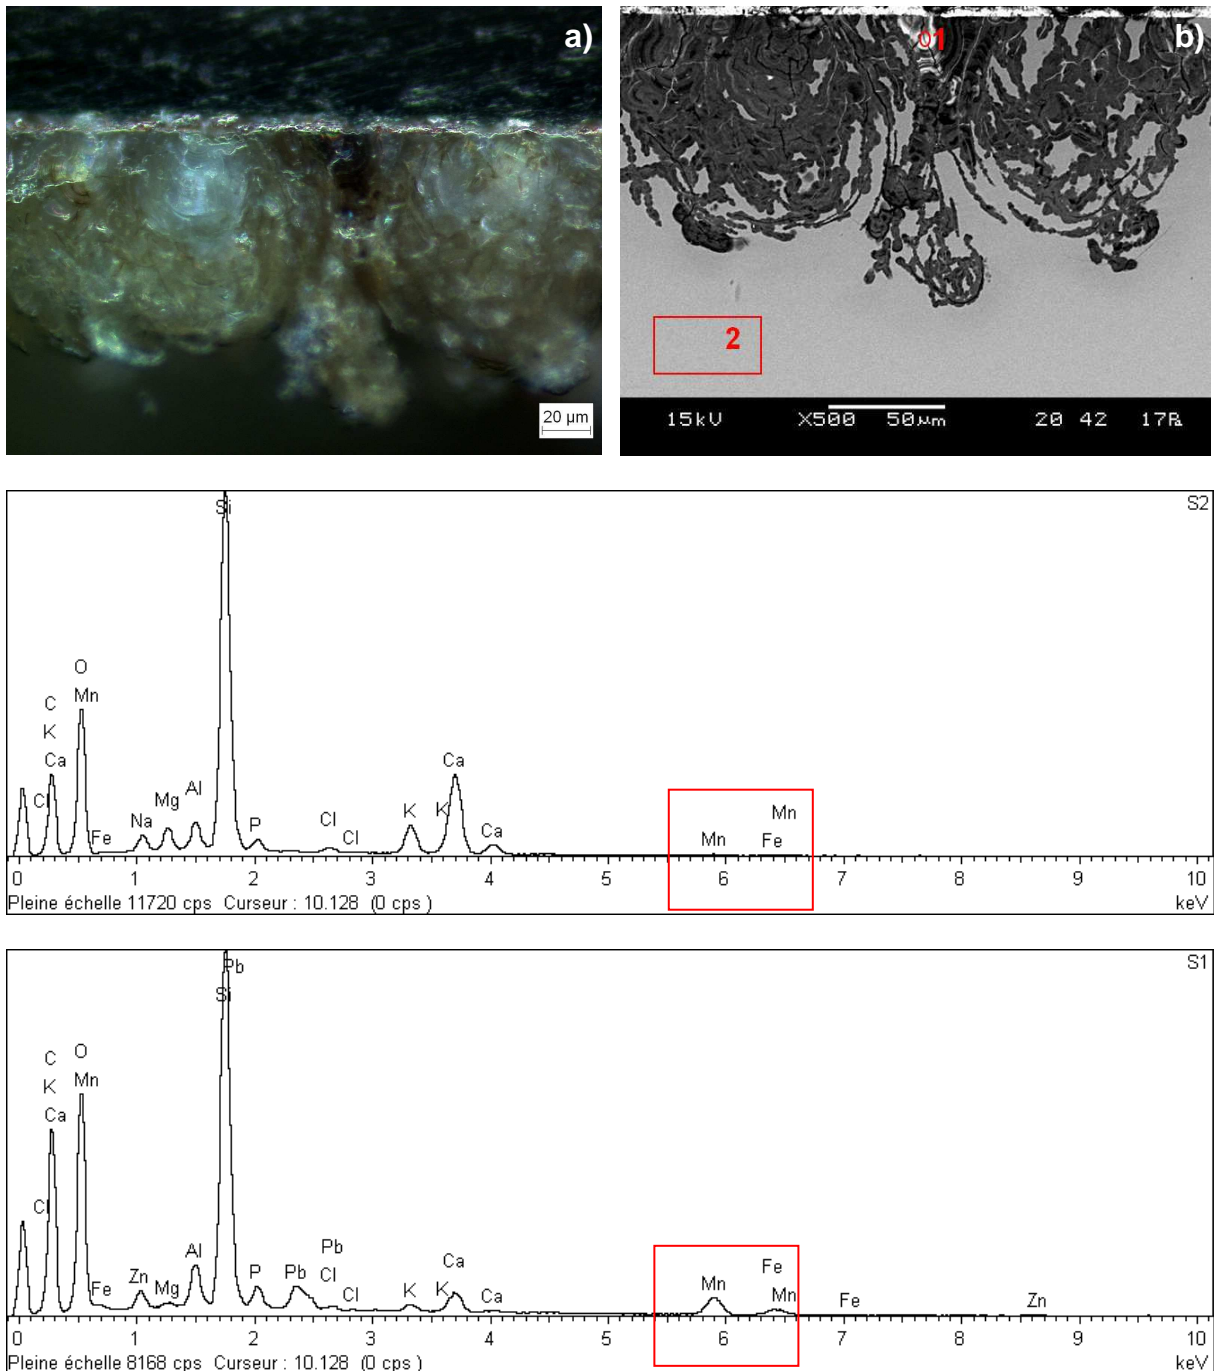 a)
20 µm
b)
1
2
15kV X500 50µm 20 42
S2
Si
O
C
Mn
K
Ca
Cl
Fe
Na
Mg
Al
P
Cl
Cl
K
K
Ca
Ca
Mn
Mn
Fe
0 1 2 3 4 5 6 7 8 9 10
Pleine échelle 11720 cps Curseur : 10.128 (0 cps )
keV
S1
Pb
Si
C
O
K
Mn
Ca
Cl
Fe
Zn
Mg
Al
P
Pb
Pb
Cl
Cl
K
K
Ca
Ca
Mn
Fe
Mn
Fe
Zn
0 1 2 3 4 5 6 7 8 9 10
Pleine échelle 8168 cps Curseur : 10.128 (0 cps )
keV